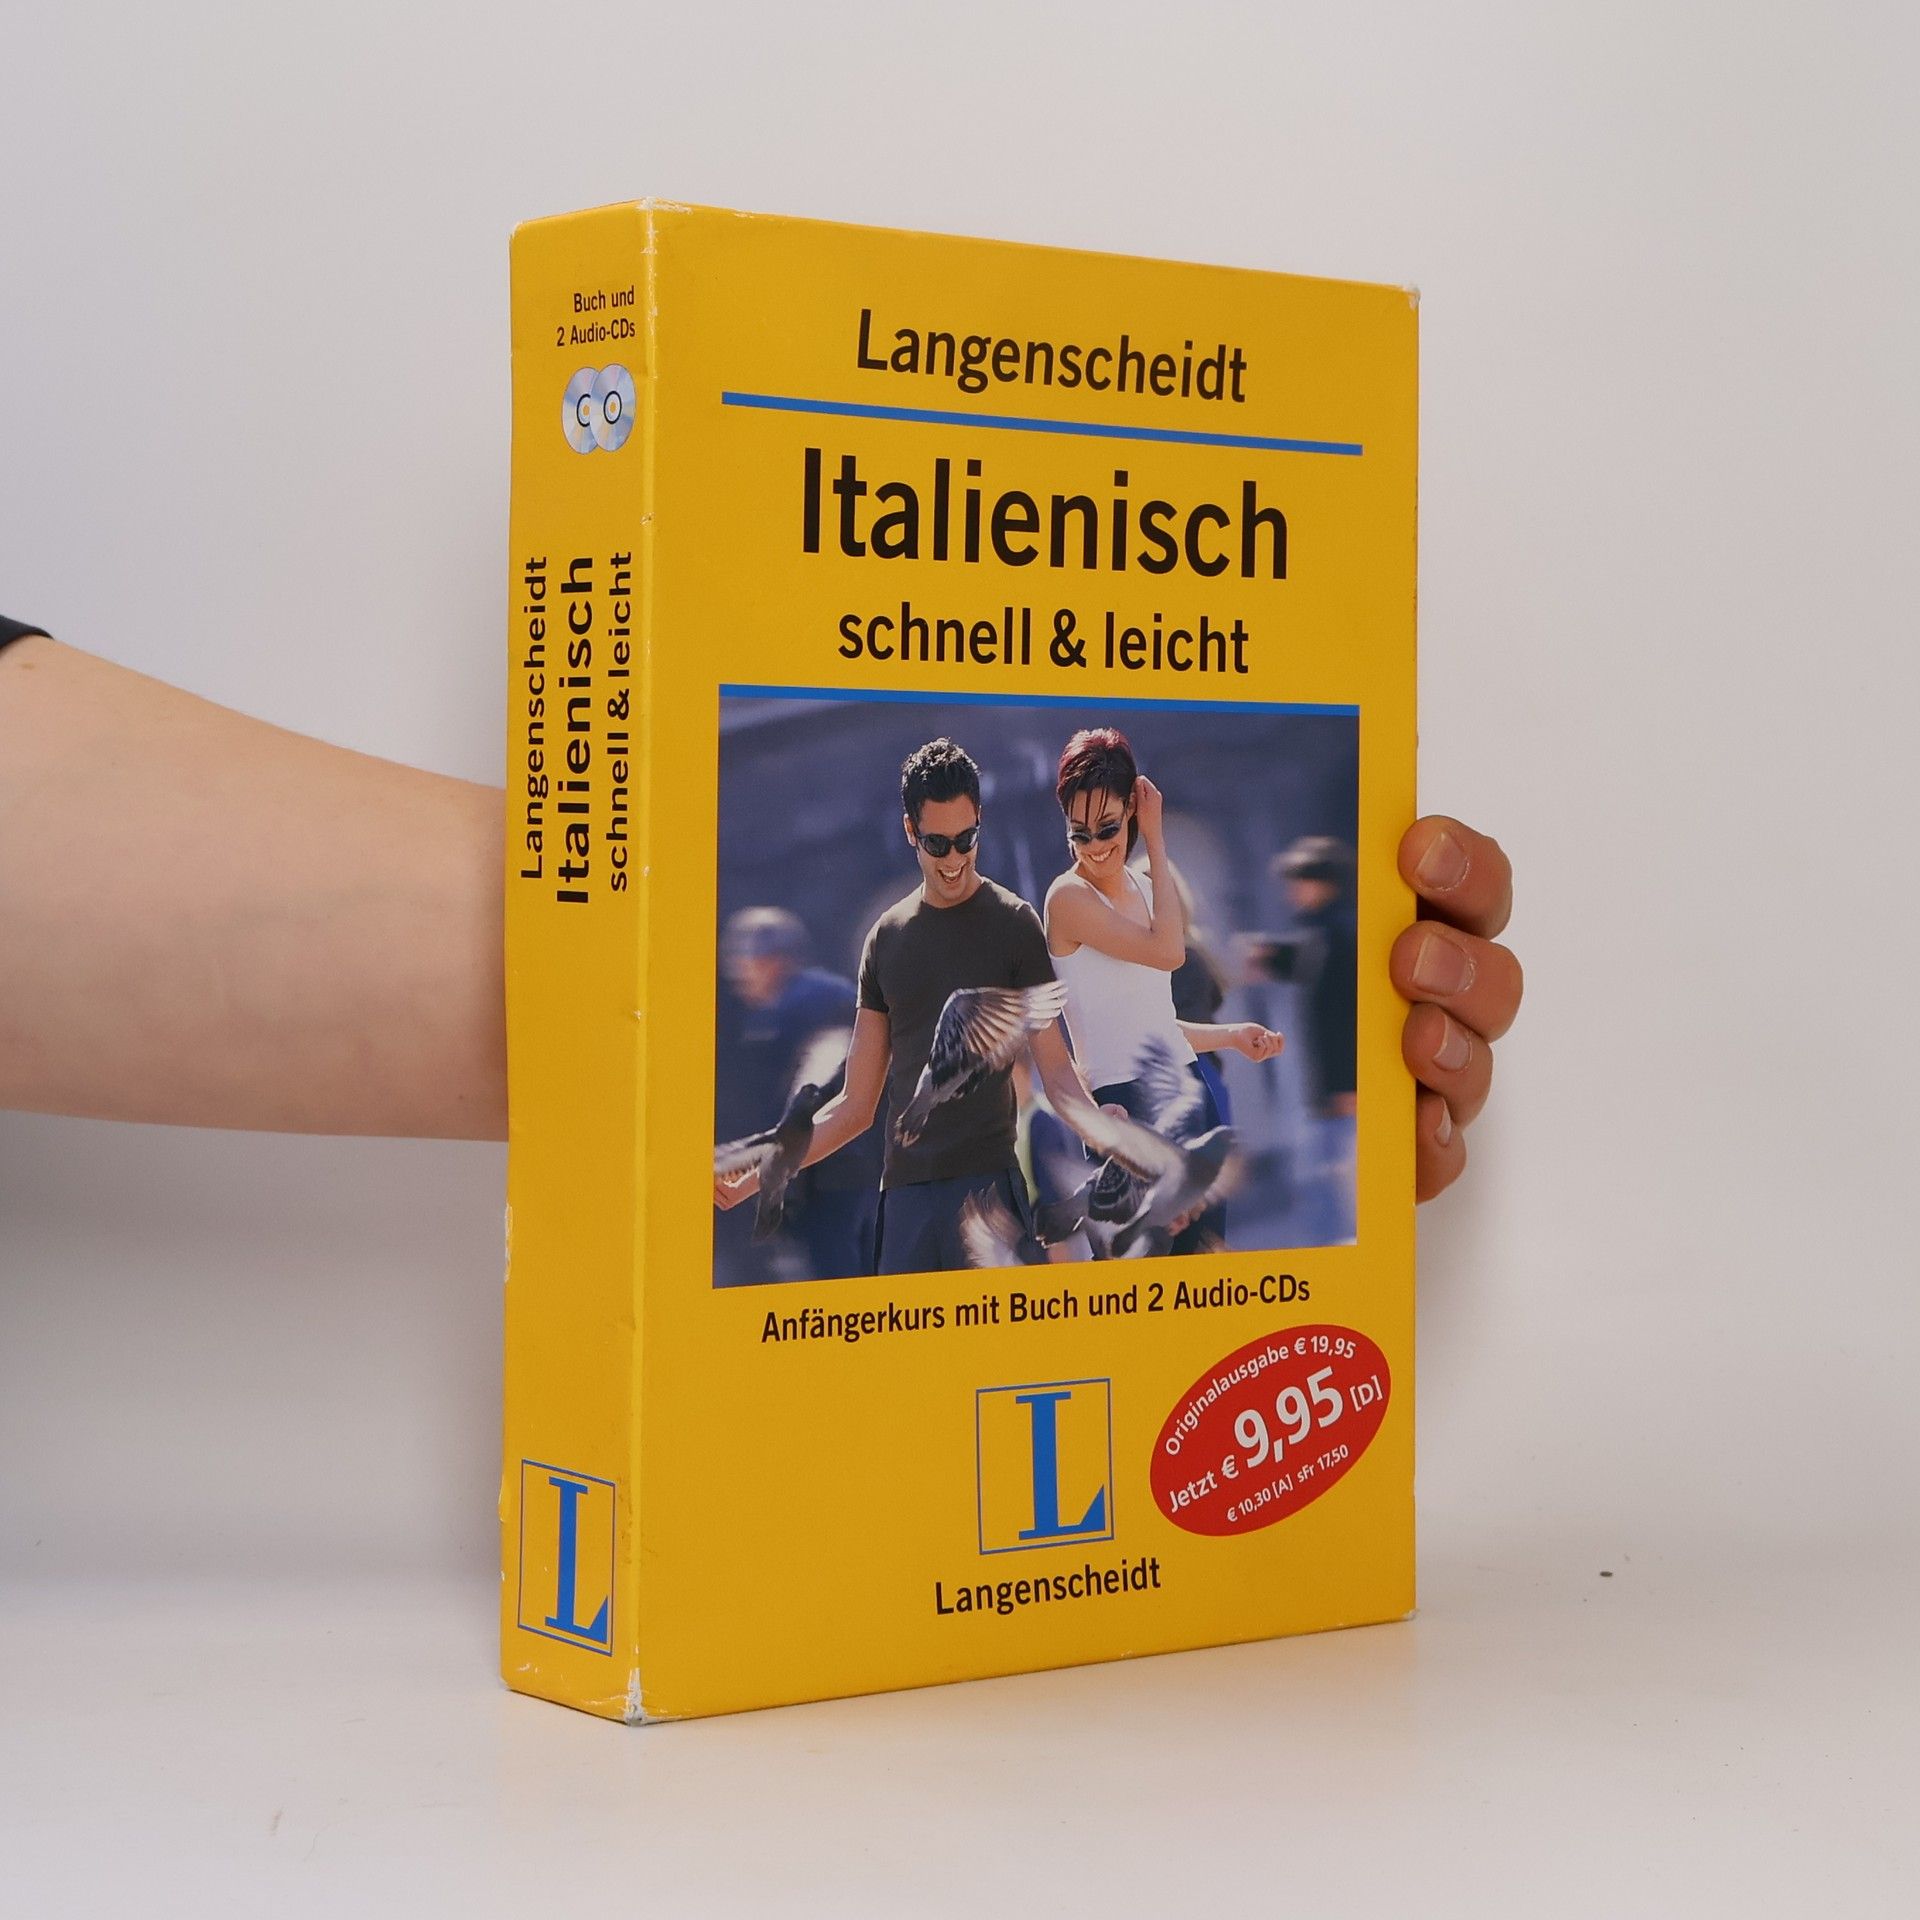 Buch und
2 Audio-CDs
Langenscheidt
Italienisch
schnell & leicht
L
Langenscheidt
Italienisch
schnell & leicht
Anfängerkurs mit Buch und 2 Audio-CDs
Originalausgabe € 19,95
Jetzt € 9,95 [D]
€ 10,30 [A] sFr 17,50
L
Langenscheidt